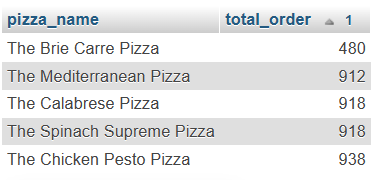 pizza_name total_order 1
The Brie Carre Pizza 480
The Mediterranean Pizza 912
The Calabrese Pizza 918
The Spinach Supreme Pizza 918
The Chicken Pesto Pizza 938